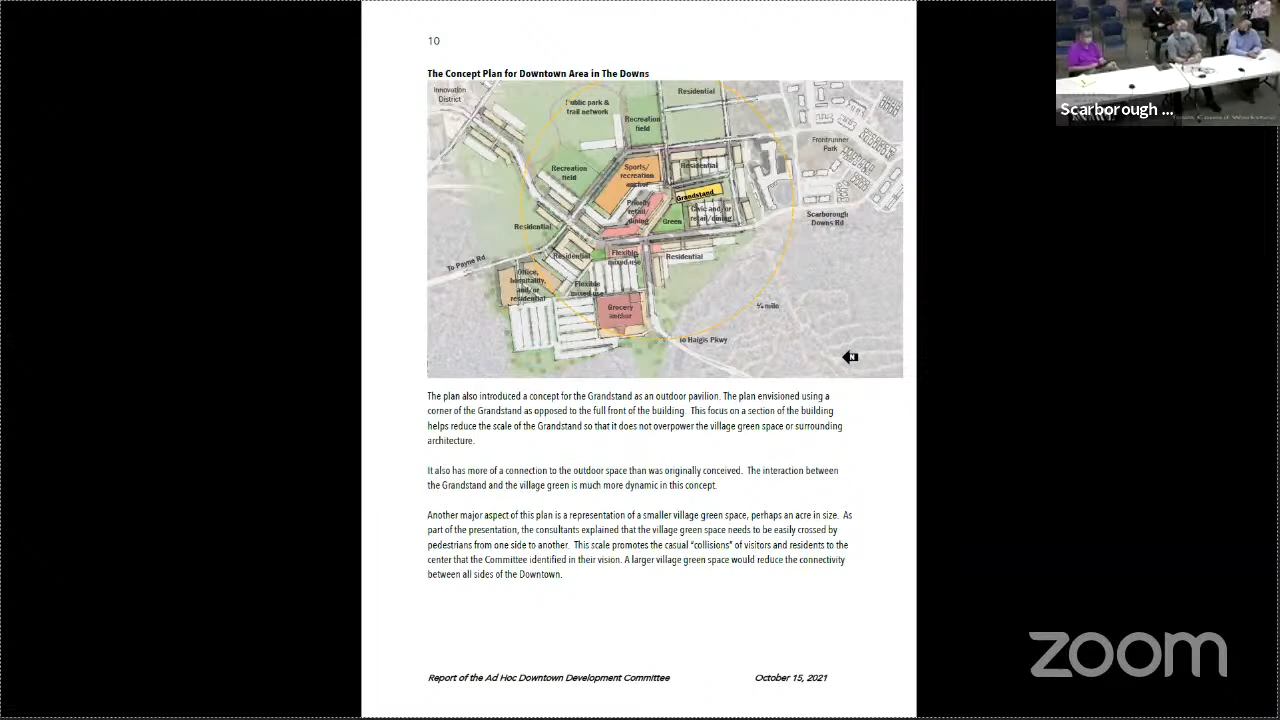 10
The Concept Plan for Downtown Area in The Downs
Innovation
District
Public park &
trail network
Residential
Recreation
field
Frontrunner
Park
Recreation
field
Sports/
recreation
anchor
Residential
Grandstand
Priority
retail/
dining
Green
Civic and/or
retail/dining
Scarborough
Downs Rd
Residential
Residential
Flexible
mixed use
Residential
To Payne Rd
Office,
hospitality,
and/or
residential
Flexible
mixed use
Grocery
anchor
¼ mile
To Haigis Pkwy
N
The plan also introduced a concept for the Grandstand as an outdoor pavilion. The plan envisioned using a
corner of the Grandstand as opposed to the full front of the building. This focus on a section of the building
helps reduce the scale of the Grandstand so that it does not overpower the village green space or surrounding
architecture.
It also has more of a connection to the outdoor space than was originally conceived. The interaction between
the Grandstand and the village green is much more dynamic in this concept.
Another major aspect of this plan is a representation of a smaller village green space, perhaps an acre in size. As
part of the presentation, the consultants explained that the village green space needs to be easily crossed by
pedestrians from one side to another. This scale promotes the casual “collisions” of visitors and residents to the
center that the Committee identified in their vision. A larger village green space would reduce the connectivity
between all sides of the Downtown.
Report of the Ad Hoc Downtown Development Committee October 15, 2021
Scarborough ...
zoom